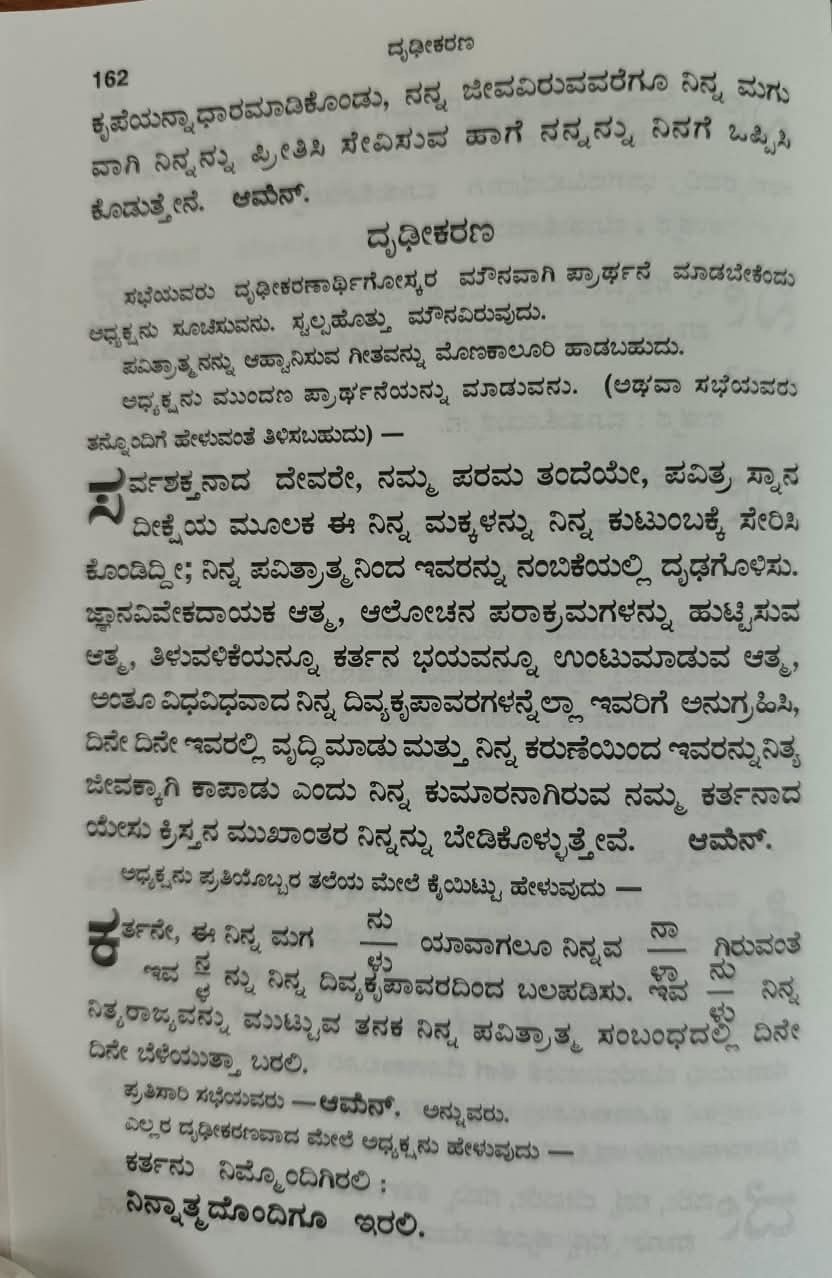 ದೃಢೀಕರಣ
162
ಕೃಪೆಯನ್ನಾಧಾರಮಾಡಿಕೊಂಡು, ನನ್ನ ಜೀವವಿರುವವರೆಗೂ ನಿನ್ನ ಮಗು
ವಾಗಿ ನಿನ್ನನ್ನು ಪ್ರೀತಿಸಿ ಸೇವಿಸುವ ಹಾಗೆ ನನ್ನನ್ನು ನಿನಗೆ ಒಪ್ಪಿಸಿ
ಕೊಡುತ್ತೇನೆ. ಆಮೆನ್.
ದೃಢೀಕರಣ
ಸಭೆಯವರು ದೃಢೀಕರಣಾರ್ಥಿಗೋಸ್ಕರ ಮೌನವಾಗಿ ಪ್ರಾರ್ಥನೆ ಮಾಡಬೇಕೆಂದು
ಅಧ್ಯಕ್ಷನು ಸೂಚಿಸುವನು. ಸ್ವಲ್ಪಹೊತ್ತು ಮೌನವಿರುವುದು.
ಪವಿತ್ರಾತ್ಮನನ್ನು ಆಹ್ವಾನಿಸುವ ಗೀತವನ್ನು ಮೊಣಕಾಲೂರಿ ಹಾಡಬಹುದು.
ಅಧ್ಯಕ್ಷನು ಮುಂದಣ ಪ್ರಾರ್ಥನೆಯನ್ನು ಮಾಡುವನು. (ಅಥವಾ ಸಭೆಯವರು
ತನ್ನೊಂದಿಗೆ ಹೇಳುವಂತೆ ತಿಳಿಸಬಹುದು) —
ಸರ್ವಶಕ್ತನಾದ ದೇವರೇ, ನಮ್ಮ ಪರಮ ತಂದೆಯೇ, ಪವಿತ್ರ ಸ್ನಾನ
ದೀಕ್ಷೆಯ ಮೂಲಕ ಈ ನಿನ್ನ ಮಕ್ಕಳನ್ನು ನಿನ್ನ ಕುಟುಂಬಕ್ಕೆ ಸೇರಿಸಿ
ಕೊಂಡಿದ್ದೀ; ನಿನ್ನ ಪವಿತ್ರಾತ್ಮನಿಂದ ಇವರನ್ನು ನಂಬಿಕೆಯಲ್ಲಿ ದೃಢಗೊಳಿಸು.
ಜ್ಞಾನವಿವೇಕದಾಯಕ ಆತ್ಮ, ಆಲೋಚನ ಪರಾಕ್ರಮಗಳನ್ನು ಹುಟ್ಟಿಸುವ
ಆತ್ಮ, ತಿಳುವಳಿಕೆಯನ್ನೂ ಕರ್ತನ ಭಯವನ್ನೂ ಉಂಟುಮಾಡುವ ಆತ್ಮ,
ಅಂತೂ ವಿಧವಿಧವಾದ ನಿನ್ನ ದಿವ್ಯಕೃಪಾವರಗಳನ್ನೆಲ್ಲಾ ಇವರಿಗೆ ಅನುಗ್ರಹಿಸಿ,
ದಿನೇ ದಿನೇ ಇವರಲ್ಲಿ ವೃದ್ಧಿಮಾಡು ಮತ್ತು ನಿನ್ನ ಕರುಣೆಯಿಂದ ಇವರನ್ನು ನಿತ್ಯ
ಜೀವಕ್ಕಾಗಿ ಕಾಪಾಡು ಎಂದು ನಿನ್ನ ಕುಮಾರನಾಗಿರುವ ನಮ್ಮ ಕರ್ತನಾದ
ಯೇಸು ಕ್ರಿಸ್ತನ ಮುಖಾಂತರ ನಿನ್ನನ್ನು ಬೇಡಿಕೊಳ್ಳುತ್ತೇವೆ. ಆಮೆನ್.
ಅಧ್ಯಕ್ಷನು ಪ್ರತಿಯೊಬ್ಬರ ತಲೆಯ ಮೇಲೆ ಕೈಯಿಟ್ಟು ಹೇಳುವುದು —
ಕರ್ತನೇ, ಈ ನಿನ್ನ ಮಗ ನು/ಳು ಯಾವಾಗಲೂ ನಿನ್ನವ ನಾ/ಳಾ ಗಿರುವಂತೆ
ಇವ ನ/ಳ ನ್ನು ನಿನ್ನ ದಿವ್ಯಕೃಪಾವರದಿಂದ ಬಲಪಡಿಸು. ಇವ ನು/ಳು ನಿನ್ನ
ನಿತ್ಯರಾಜ್ಯವನ್ನು ಮುಟ್ಟುವ ತನಕ ನಿನ್ನ ಪವಿತ್ರಾತ್ಮ ಸಂಬಂಧದಲ್ಲಿ ದಿನೇ
ದಿನೇ ಬೆಳೆಯುತ್ತಾ ಬರಲಿ.
ಪ್ರತಿಸಾರಿ ಸಭೆಯವರು —ಆಮೆನ್. ಅನ್ನುವರು.
ಎಲ್ಲರ ದೃಢೀಕರಣವಾದ ಮೇಲೆ ಅಧ್ಯಕ್ಷನು ಹೇಳುವುದು —
ಕರ್ತನು ನಿಮ್ಮೊಂದಿಗಿರಲಿ :
ನಿನ್ನಾತ್ಮದೊಂದಿಗೂ ಇರಲಿ.